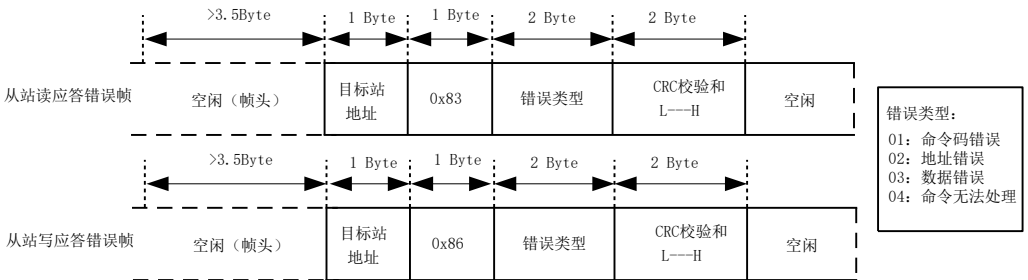 >3.5Byte 1 Byte 1 Byte 2 Byte 2 Byte
从站读应答错误帧 空闲（帧头） 目标站 0x83 错误类型 CRC校验和 空闲
地址 L---H
>3.5Byte 1 Byte 1 Byte 2 Byte 2 Byte
从站写应答错误帧 空闲（帧头） 目标站 0x86 错误类型 CRC校验和 空闲
地址 L---H
错误类型：
01：命令码错误
02：地址错误
03：数据错误
04：命令无法处理